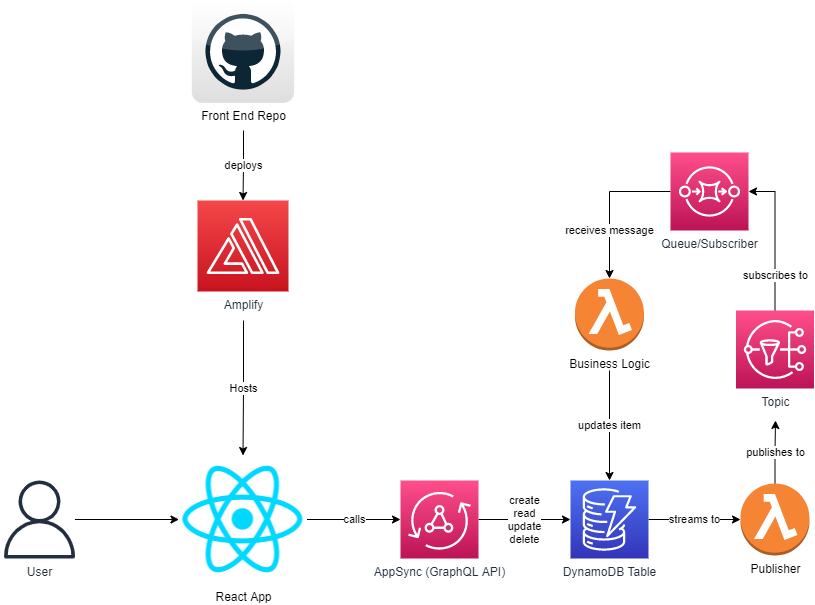 Front End Repo
deploys
Amplify
Hosts
User
React App
calls
AppSync (GraphQL API)
create
read
update
delete
DynamoDB Table
streams to
Publisher
publishes to
Topic
subscribes to
Queue/Subscriber
receives message
Business Logic
updates item